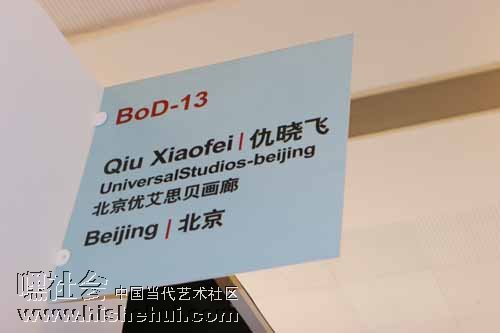 BoD-13
Qiu Xiaofei | 仇晓飞
UniversalStudios-beijing
北京优艾思贝画廊
Beijing | 北京
嘿社会 中国当代艺术社区
www.hishehui.com